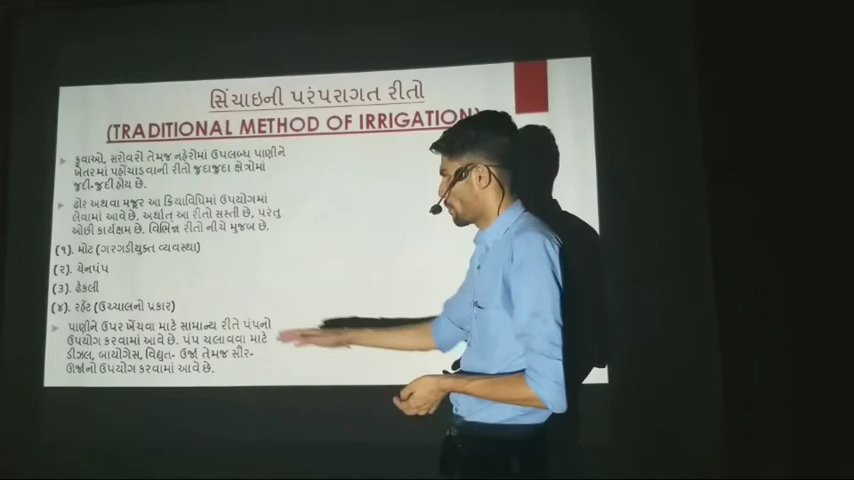 સિંચાઇની પરંપરાગત રીતો
(TRADITIONAL METHOD OF IRRIGATION)
કુવાઓ, સરોવરો તેમજ નહેરોમાં ઉપલબ્ધ પાણીને
ખેતરમાં પહોંચાડવાની રીતો જુદાજુદા ક્ષેત્રોમાં
જુદી-જુદી હોય છે.
ઢોર અથવા મજૂર આ ક્રિયાવિધિમાં ઉપયોગમાં
લેવામાં આવે છે. અર્થાત આ રીતો સસ્તી છે, પરંતુ
ઓછી કાર્યક્ષમ છે. વિભિન્ન રીતો નીચે મુજબ છે.
(૧). મોટ (ગરગડીયુક્ત વ્યવસ્થા)
(૨). ચેનપંપ
(૩). ઢેકલી
(૪). રહેંટ (ઉચ્ચાલનો પ્રકાર)
પાણીને ઉપર ખેંચવા માટે સામાન્ય રીતે પંપનો
ઉપયોગ કરવામાં આવે છે. પંપ ચલાવવા માટે
ડીઝલ, બાયોગેસ, વિદ્યુત- ઉર્જા તેમજ સૌર-
ઊર્જાનો ઉપયોગ કરવામાં આવે છે.